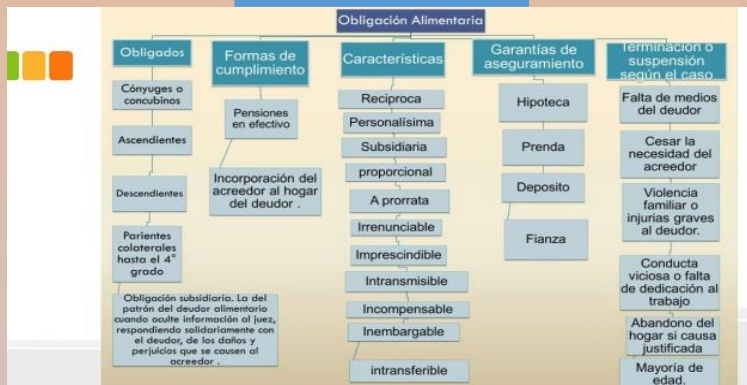 Obligación Alimentaria
Obligados
Cónyuges o
concubinos
Ascendientes
Descendientes
Parientes
colaterales
hasta el 4°
grado
Obligación subsidiaria. La del
patrón del deudor alimentario
cuando oculte información al juez,
respondiendo solidariamente con
el deudor, de los daños y
perjuicios que se causen al
acreedor .
Formas de
cumplimiento
Pensiones
en efectivo
Incorporación del
acreedor al hogar
del deudor .
Características
Reciproca
Personalísima
Subsidiaria
proporcional
A prorrata
Irrenunciable
Imprescindible
Intransmisible
Incompensable
Inembargable
intransferible
Garantías de
aseguramiento
Hipoteca
Prenda
Deposito
Fianza
Terminación o
suspensión
según el caso
Falta de medios
del deudor
Cesar la
necesidad del
acreedor
Violencia
familiar o
injurias graves
al deudor.
Conducta
viciosa o falta
de dedicación al
trabajo
Abandono del
hogar si causa
justificada
Mayoría de
edad.